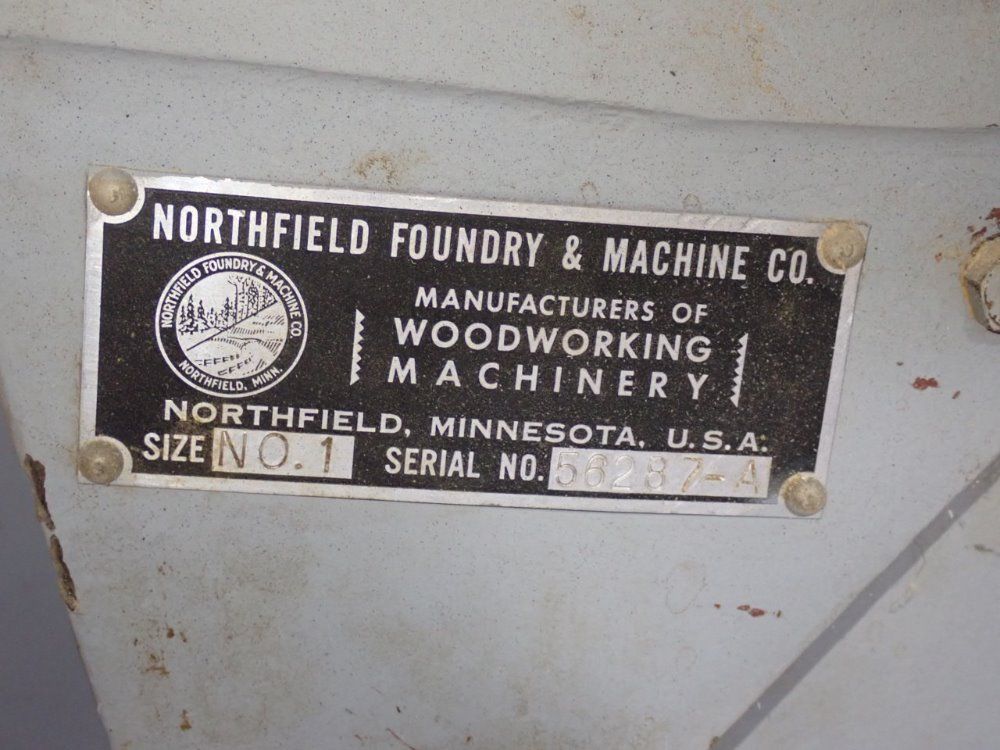 NORTHFIELD FOUNDRY & MACHINE CO.
NORTHFIELD FOUNDRY & MACHINE CO.
NORTHFIELD, MINN.
MANUFACTURERS OF
WOODWORKING
MACHINERY
NORTHFIELD, MINNESOTA, U.S.A.
SIZE NO.1 SERIAL NO. 56287-A